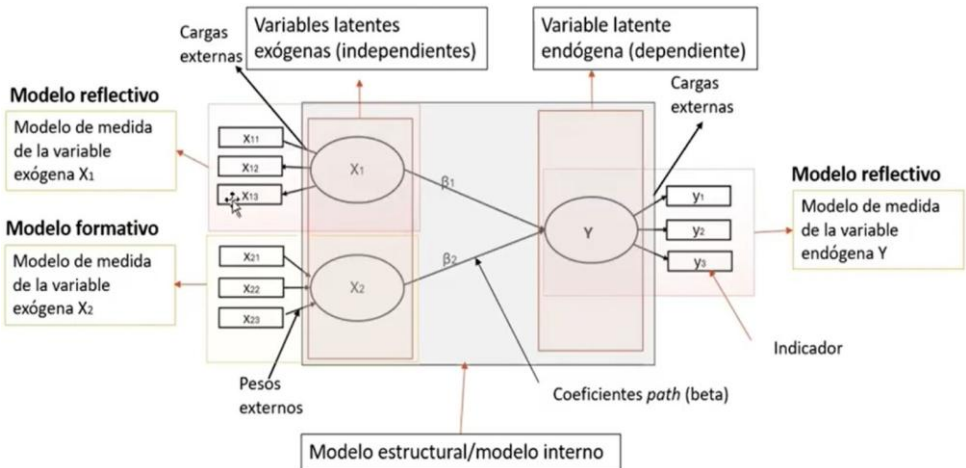 Variables latentes
exógenas (independientes)
Variable latente
endógena (dependiente)
Cargas
externas
Cargas
externas
Modelo reflectivo
Modelo de medida
de la variable
exógena X1
X11
X12
X13
X1
β1
Modelo formativo
Modelo de medida
de la variable
exógena X2
X21
X22
X23
X2
β2
Y
y1
y2
y3
Modelo reflectivo
Modelo de medida
de la variable
endógena Y
Indicador
Pesos
externos
Coeficientes path (beta)
Modelo estructural/modelo interno